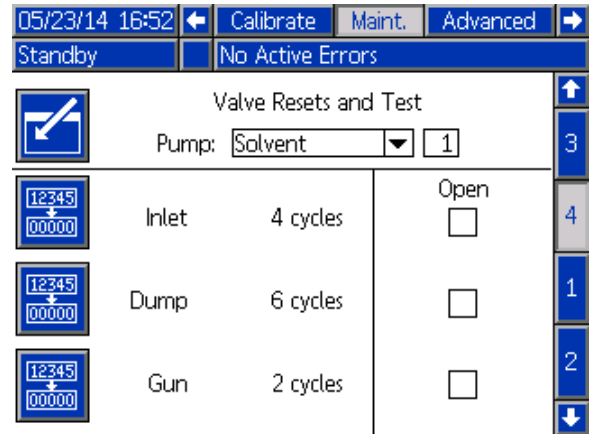 05/23/14 16:52 Calibrate Maint. Advanced
Standby No Active Errors
Valve Resets and Test
Pump: Solvent 1
3
Open
12345
00000
Inlet 4 cycles
4
12345
00000
Dump 6 cycles
1
12345
00000
Gun 2 cycles
2